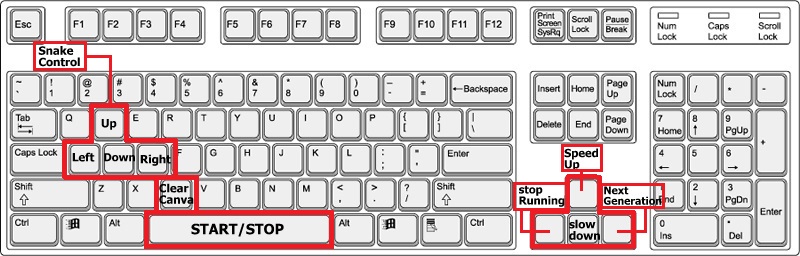 Esc F1 F2 F3 F4 F5 F6 F7 F8 F9 F10 F11 F12 Print Screen SysRq Scroll Lock Pause Break Num Lock Caps Lock Scroll Lock
Snake Control
~ ` ! 1 @ 2 # 3 $ 4 % 5 ^ 6 & 7 * 8 ( 9 ) 0 – - + = ←Backspace Insert Home Page Up Num Lock / * -
Tab Q Up E R T Y U I O P { [ } ] | \ Delete End Page Down 7 Home 8 ↑ 9 PgUp +
Caps Lock Left Down Right F G H J K L : ; " ' Enter Speed Up 4 ← 5 6 →
Shift Z X Clear Canva V B N M < , > . ? / Shift stop Running Next Generation End 2 ↓ 3 PgDn Enter
Ctrl Alt START/STOP Alt Ctrl slow down 0 Ins * Del